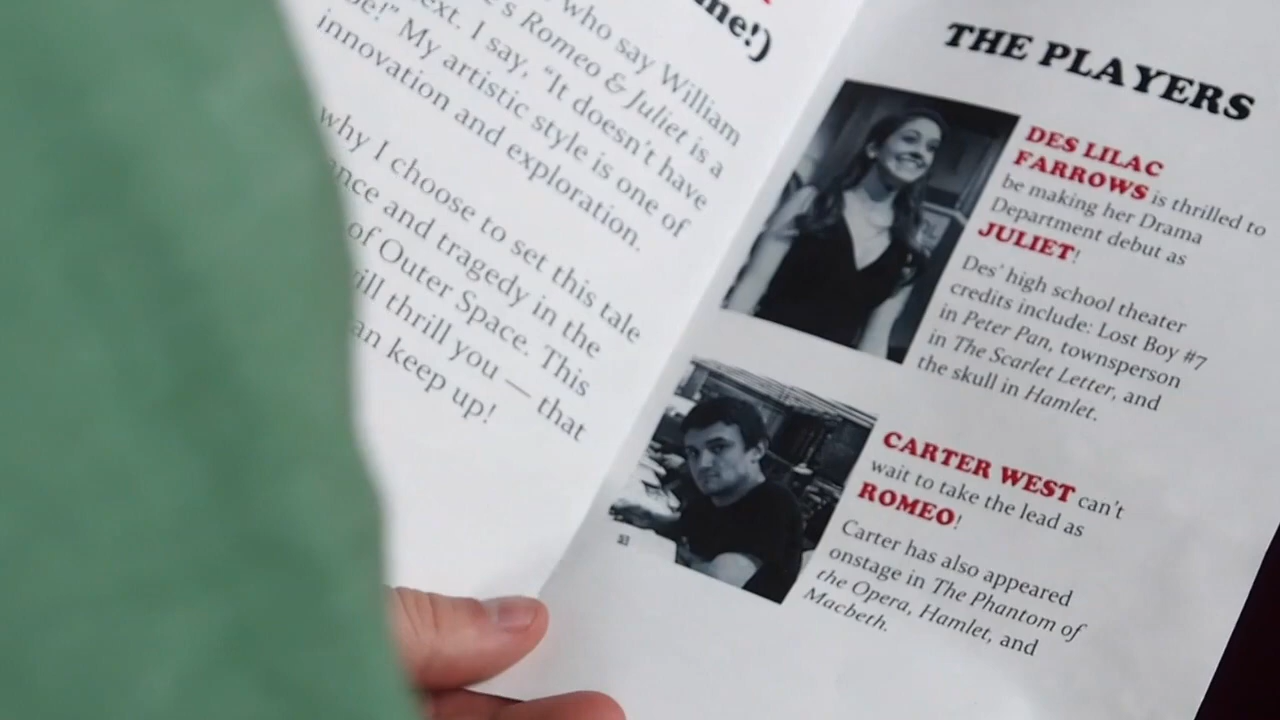 ne!)
who say William
ext. I say, 's Romeo & Juliet is a
be!" My artistic style is one of "It doesn't have
innovation and exploration.
why I choose to set this tale
nce and tragedy in the
of Outer Space. This
ill thrill you — that
an keep up!
THE PLAYERS
DES LILAC
FARROWS is thrilled to
be making her Drama
Department debut as
JULIET!
Des' high school theater
credits include: Lost Boy #7
in Peter Pan, townsperson
in The Scarlet Letter, and
the skull in Hamlet.
CARTER WEST can't
wait to take the lead as
ROMEO!
Carter has also appeared
onstage in The Phantom of
the Opera, Hamlet, and
Macbeth.